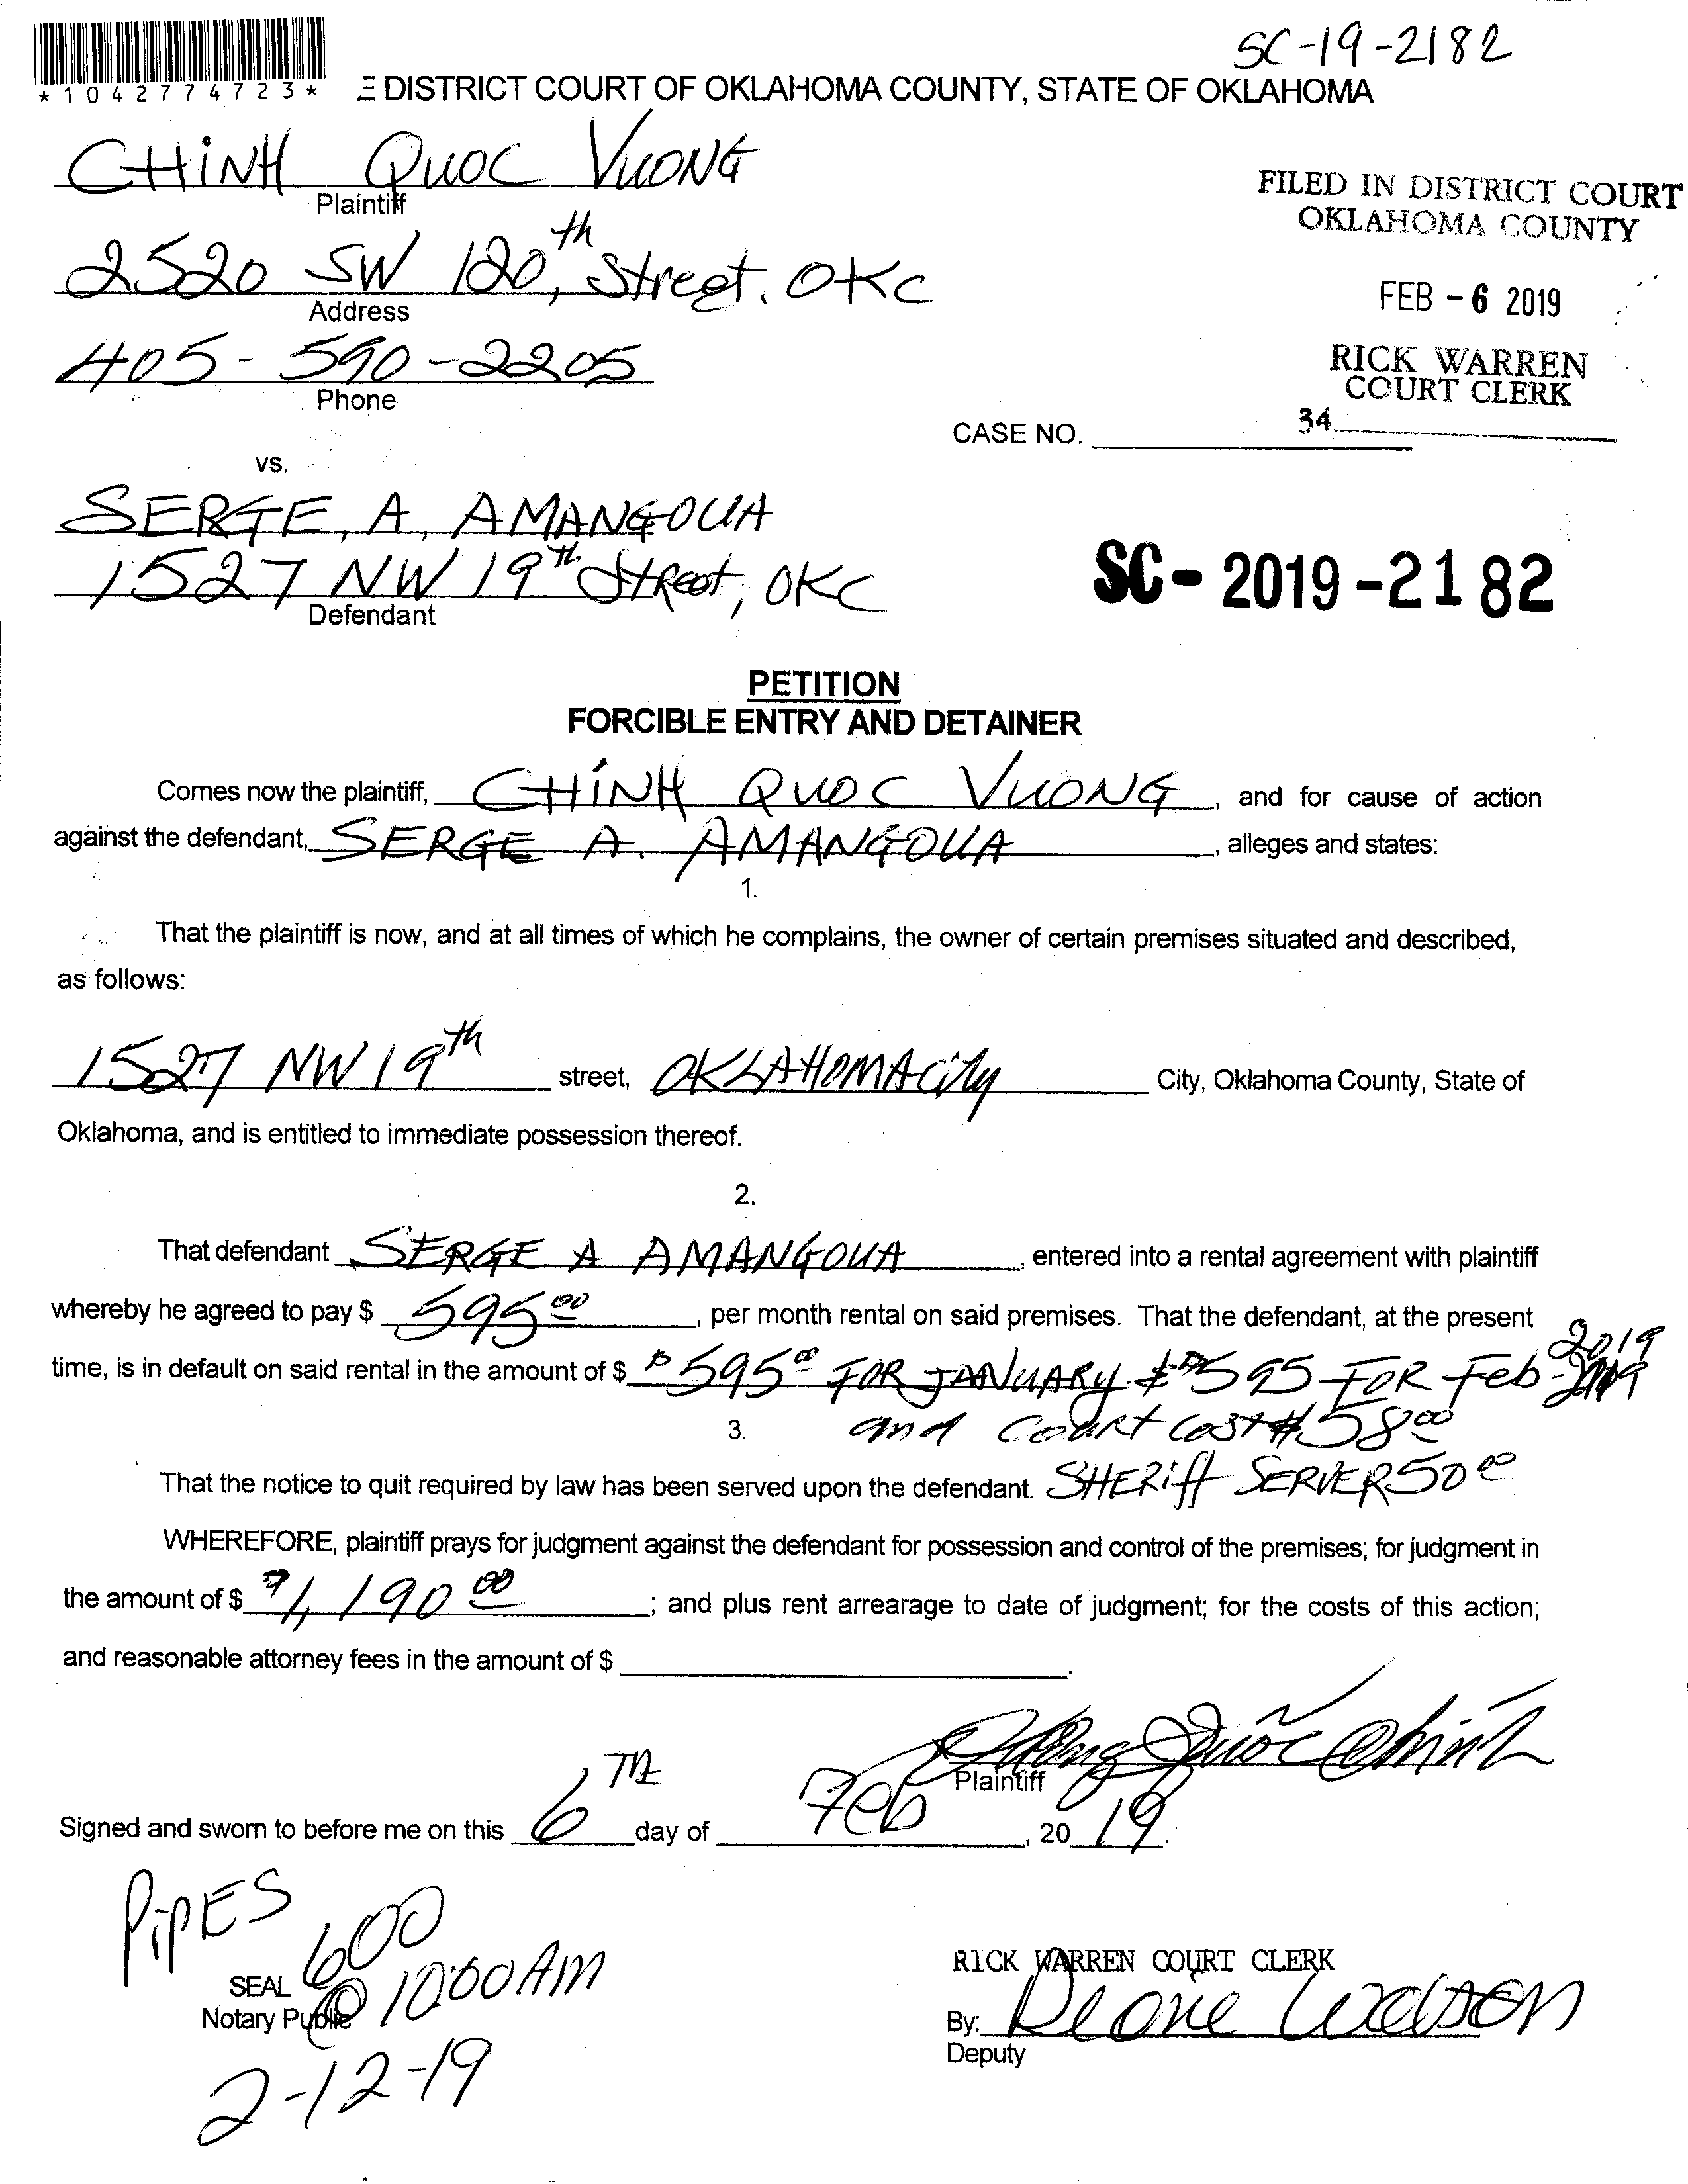 SC-19-2182
*1042774723*
E DISTRICT COURT OF OKLAHOMA COUNTY, STATE OF OKLAHOMA
CHINH QUOC VUONG
Plaintiff
2520 SW 120th, Street. OKC
Address
405-590-2205
Phone
FILED IN DISTRICT COURT
OKLAHOMA COUNTY
FEB -6 2019
RICK WARREN
COURT CLERK
34
CASE NO.
vs.
SERGE, A, AMANGOUA
1527 NW 19th Street, OKC
Defendant
SC-2019-2182
PETITION
FORCIBLE ENTRY AND DETAINER
Comes now the plaintiff, CHINH QUOC VUONG, and for cause of action
against the defendant, SERGE A. AMANGOUA, alleges and states:
1.
That the plaintiff is now, and at all times of which he complains, the owner of certain premises situated and described,
as follows:
1527 NW 19th street, OKLAHOMA City City, Oklahoma County, State of
Oklahoma, and is entitled to immediate possession thereof.
2.
That defendant SERGE A AMANGOUA, entered into a rental agreement with plaintiff
whereby he agreed to pay $ 595 00, per month rental on said premises. That the defendant, at the present
time, is in default on said rental in the amount of $ $595 00 FOR JANUARY & $595 FOR Feb-2019 2019
3. and Court Cost $58 00
That the notice to quit required by law has been served upon the defendant. SHERiff SERVER 50 00
WHEREFORE, plaintiff prays for judgment against the defendant for possession and control of the premises; for judgment in
the amount of $ $1,190 00; and plus rent arrearage to date of judgment; for the costs of this action;
and reasonable attorney fees in the amount of $
Vuong Quốc Chinh
Plaintiff
Signed and sworn to before me on this 6TH day of Feb, 2019.
PiPES
600
SEAL
@ 10:00 AM
Notary Public
2-12-19
RICK WARREN COURT CLERK
By:
Deputy